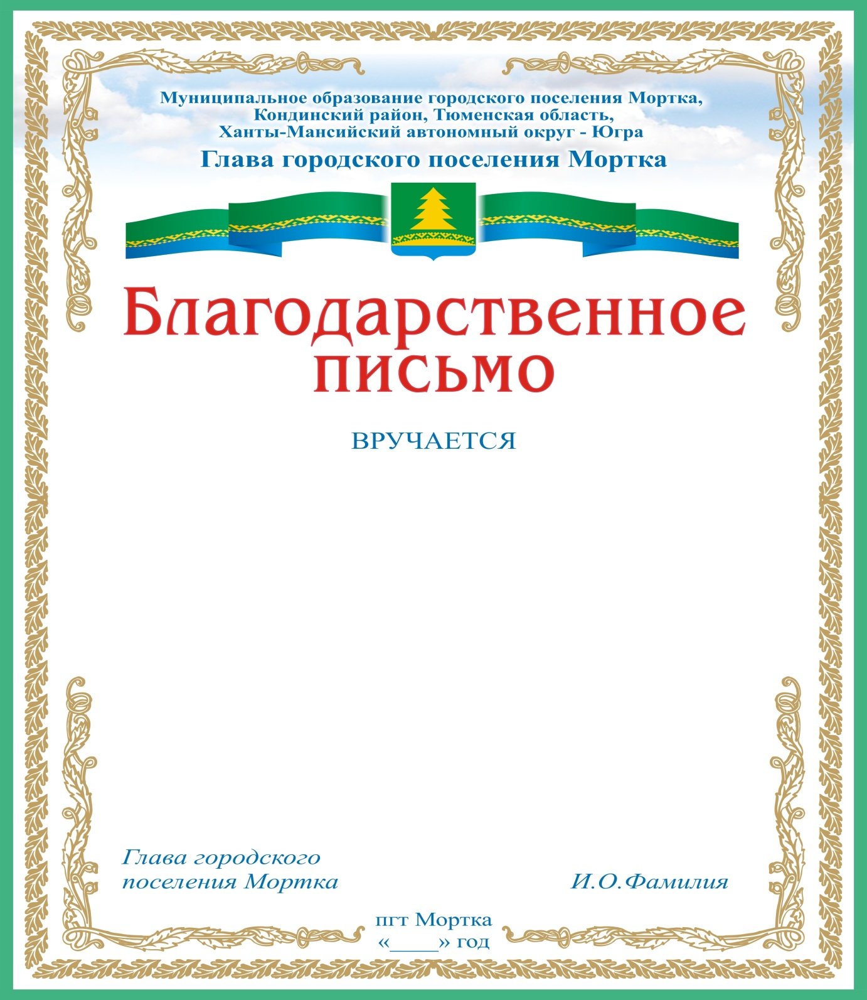 Муниципальное образование городского поселения Мортка,
Кондинский район, Тюменская область,
Ханты-Мансийский автономный округ - Югра
Глава городского поселения Мортка
Благодарственное
письмо
ВРУЧАЕТСЯ
Глава городского
поселения Мортка
И.О.Фамилия
пгт Мортка
«_____» год